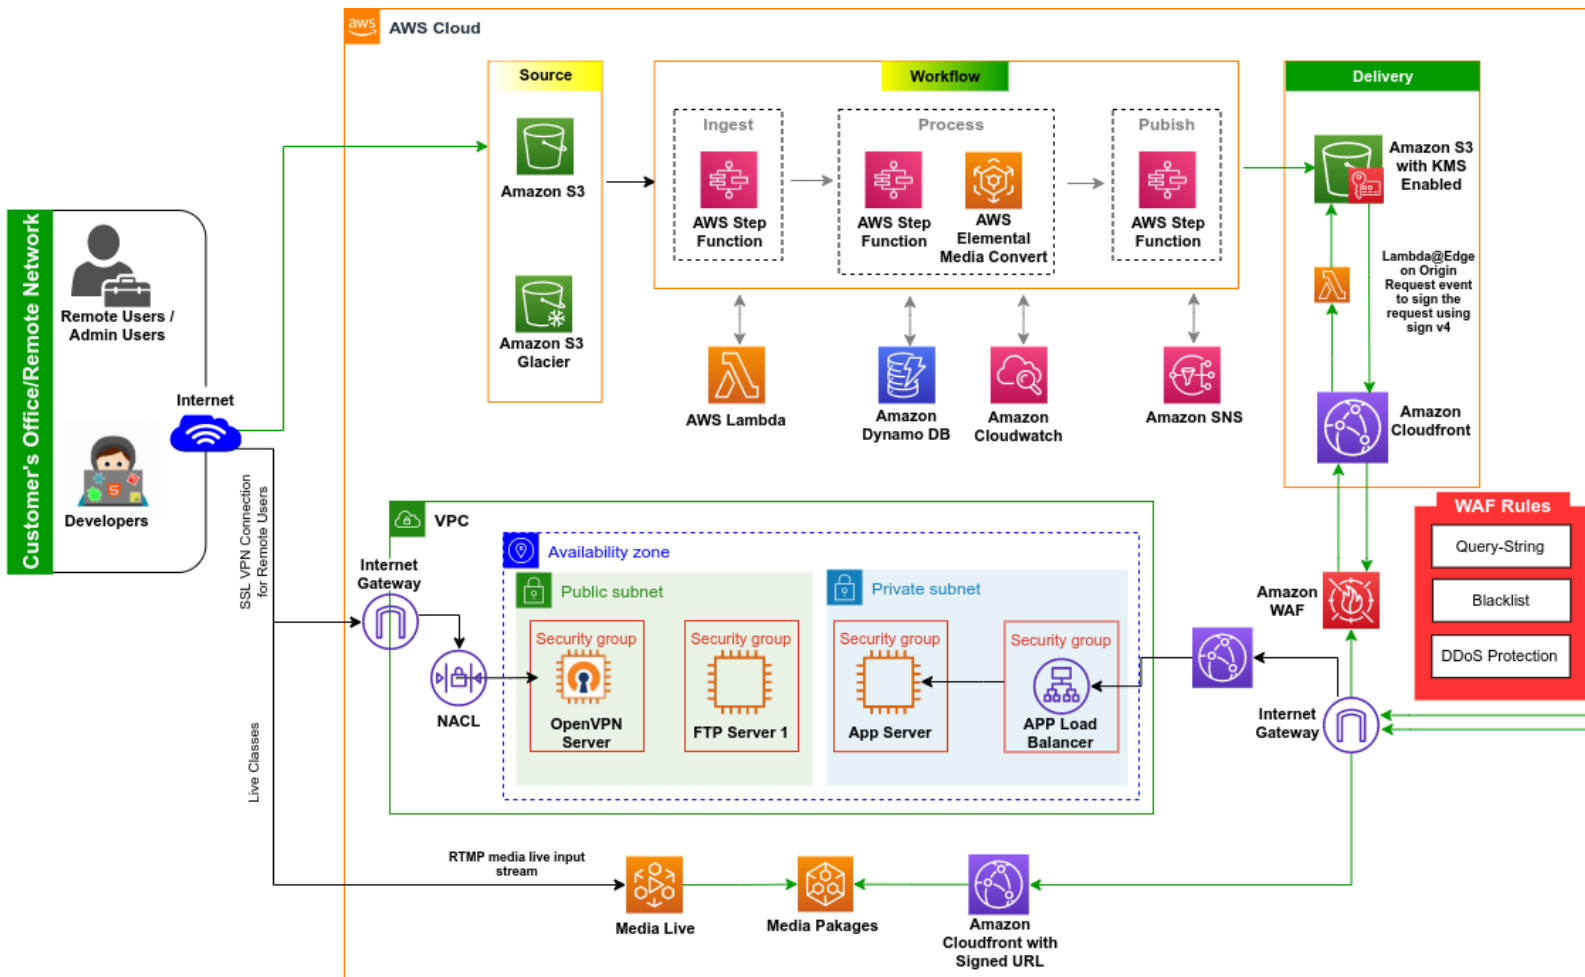 aws
AWS Cloud
Source
Workflow
Delivery
Ingest
Process
Pubish
Amazon S3
AWS Step
Function
AWS Step
Function
AWS
Elemental
Media Convert
AWS Step
Function
Amazon S3
with KMS
Enabled
Customer's Office/Remote Network
Remote Users /
Admin Users
Amazon S3
Glacier
Lambda@Edge
on Origin
Request event
to sign the
request using
sign v4
AWS Lambda
Amazon
Dynamo DB
Amazon
Cloudwatch
Amazon SNS
Amazon
Cloudfront
Internet
Developers
SSL VPN Connection
for Remote Users
VPC
Availability zone
Internet
Gateway
Public subnet
Private subnet
Security group
Security group
Security group
Security group
NACL
OpenVPN
Server
FTP Server 1
App Server
APP Load
Balancer
Amazon
WAF
WAF Rules
Query-String
Blacklist
DDoS Protection
Internet
Gateway
Live Classes
RTMP media live input
stream
Media Live
Media Pakages
Amazon
Cloudfront with
Signed URL